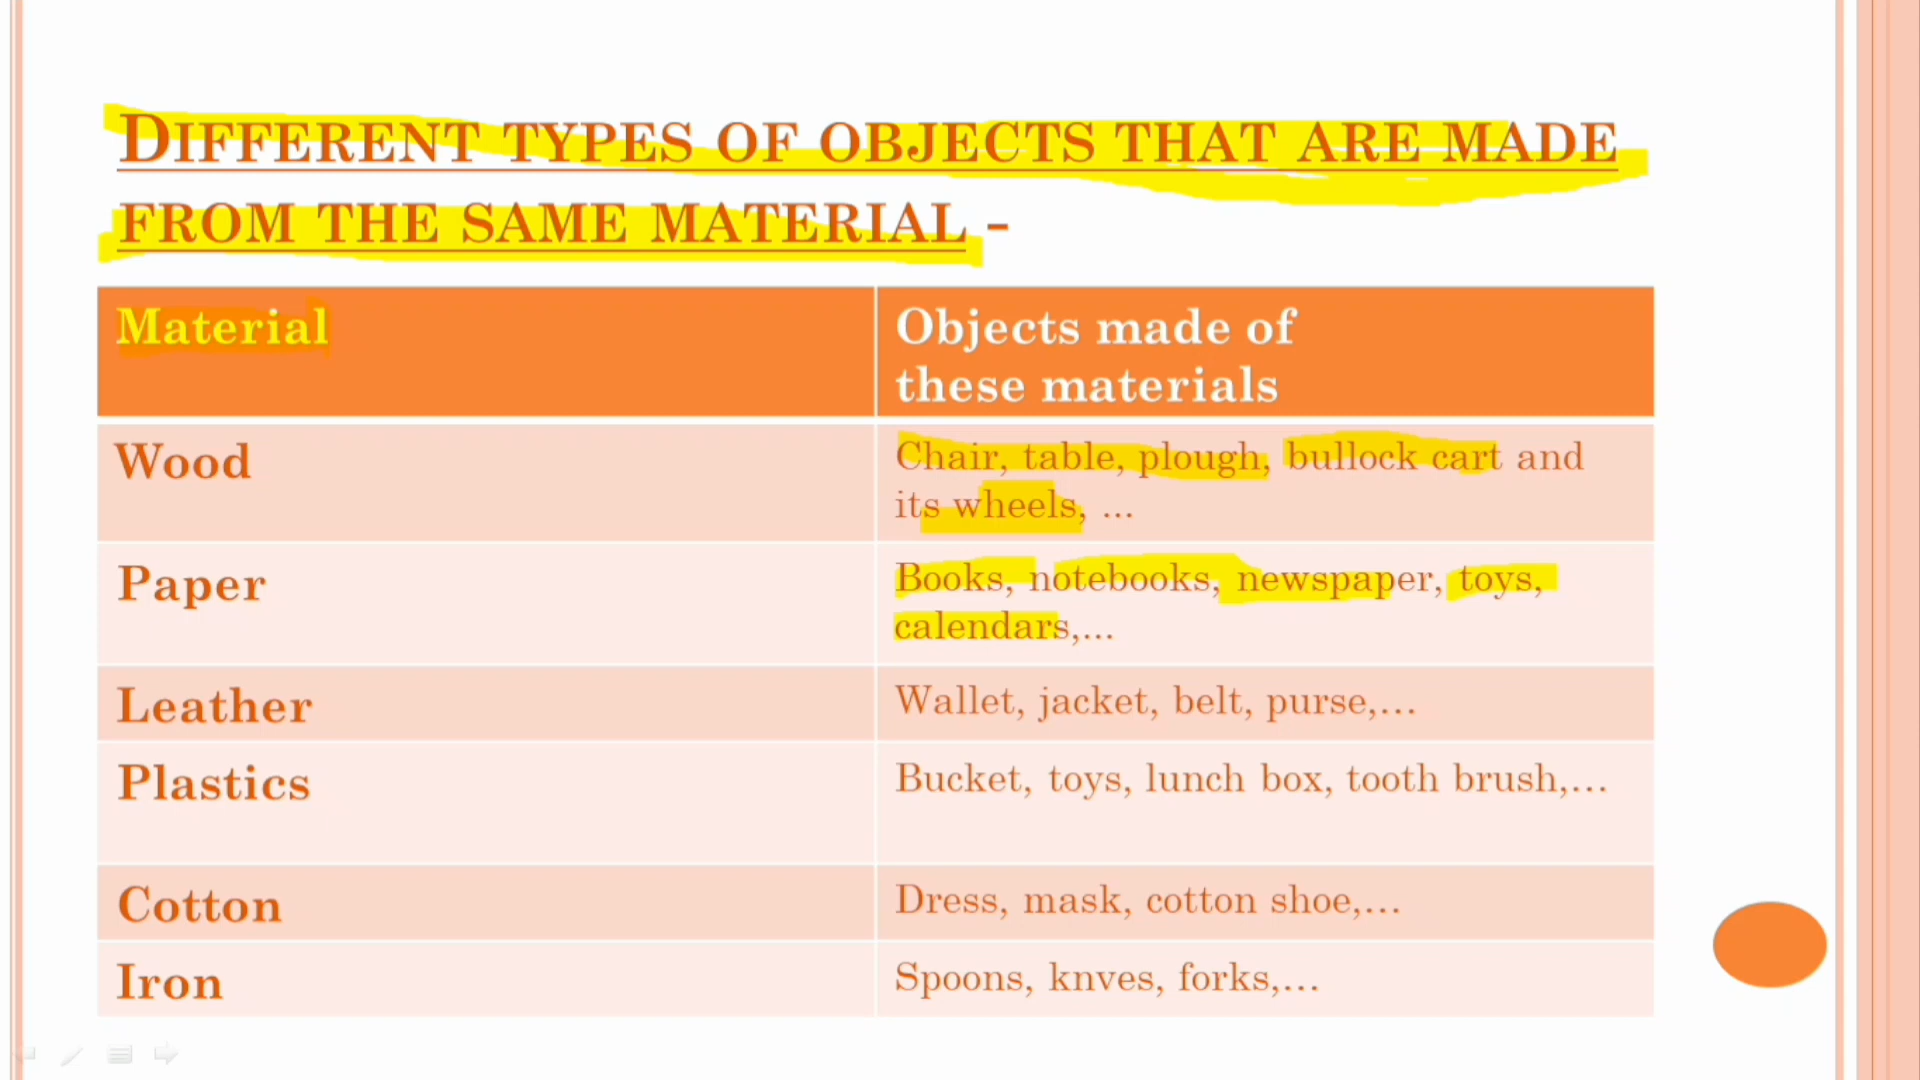 DIFFERENT TYPES OF OBJECTS THAT ARE MADE
FROM THE SAME MATERIAL -
Material
Objects made of
these materials
Wood
Chair, table, plough, bullock cart and
its wheels, ...
Paper
Books, notebooks, newspaper, toys,
calendars,...
Leather
Wallet, jacket, belt, purse,...
Plastics
Bucket, toys, lunch box, tooth brush,...
Cotton
Dress, mask, cotton shoe,...
Iron
Spoons, knves, forks,...